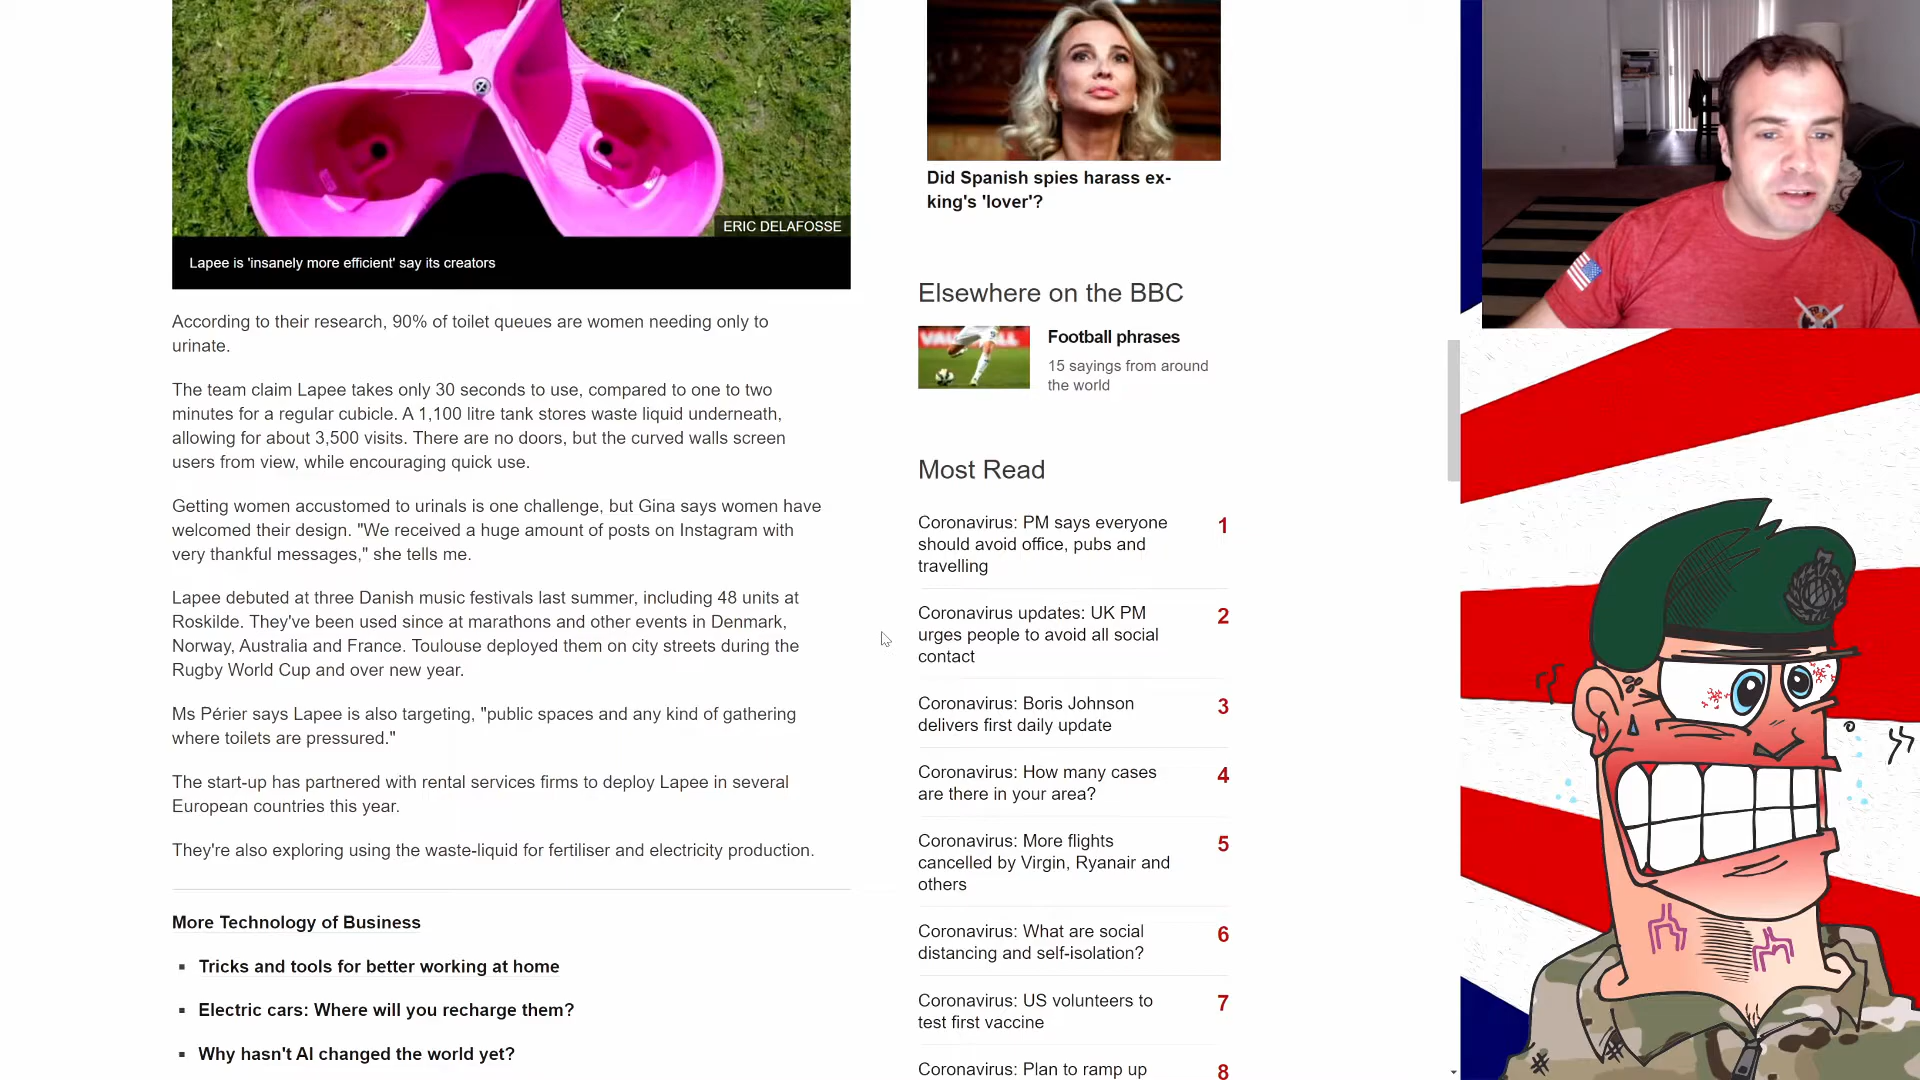 ERIC DELAFOSSE
Lapee is 'insanely more efficient' say its creators
According to their research, 90% of toilet queues are women needing only to
urinate.
The team claim Lapee takes only 30 seconds to use, compared to one to two
minutes for a regular cubicle. A 1,100 litre tank stores waste liquid underneath,
allowing for about 3,500 visits. There are no doors, but the curved walls screen
users from view, while encouraging quick use.
Getting women accustomed to urinals is one challenge, but Gina says women have
welcomed their design. "We received a huge amount of posts on Instagram with
very thankful messages," she tells me.
Lapee debuted at three Danish music festivals last summer, including 48 units at
Roskilde. They've been used since at marathons and other events in Denmark,
Norway, Australia and France. Toulouse deployed them on city streets during the
Rugby World Cup and over new year.
Ms Périer says Lapee is also targeting, "public spaces and any kind of gathering
where toilets are pressured."
The start-up has partnered with rental services firms to deploy Lapee in several
European countries this year.
They're also exploring using the waste-liquid for fertiliser and electricity production.
More Technology of Business
Tricks and tools for better working at home
Electric cars: Where will you recharge them?
Why hasn't AI changed the world yet?
Did Spanish spies harass ex-
king's 'lover'?
Elsewhere on the BBC
Football phrases
15 sayings from around
the world
Most Read
Coronavirus: PM says everyone 1
should avoid office, pubs and
travelling
Coronavirus updates: UK PM 2
urges people to avoid all social
contact
Coronavirus: Boris Johnson 3
delivers first daily update
Coronavirus: How many cases 4
are there in your area?
Coronavirus: More flights 5
cancelled by Virgin, Ryanair and
others
Coronavirus: What are social 6
distancing and self-isolation?
Coronavirus: US volunteers to 7
test first vaccine
Coronavirus: Plan to ramp up 8